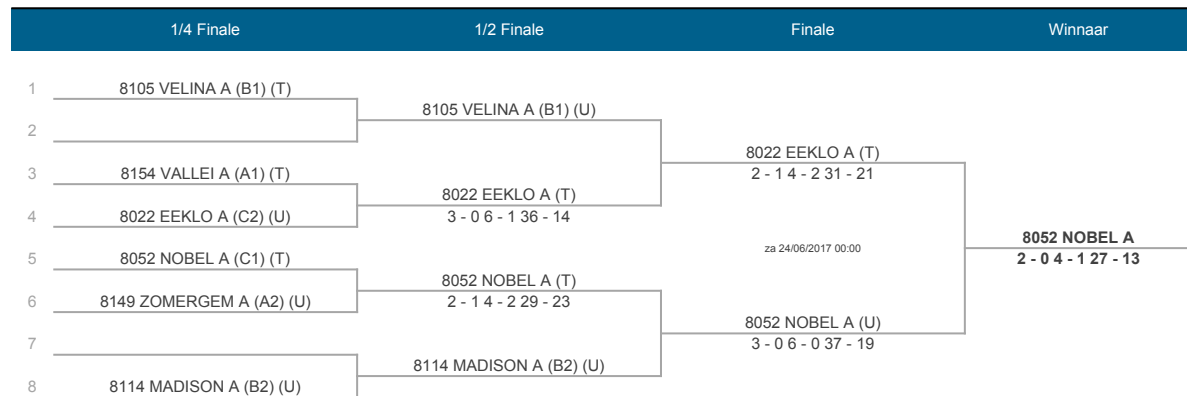 1/4 Finale 1/2 Finale Finale Winnaar
1 8105 VELINA A (B1) (T)
8105 VELINA A (B1) (U)
2
8022 EEKLO A (T)
3 8154 VALLEI A (A1) (T)
2 - 1 4 - 2 31 - 21
8022 EEKLO A (T)
4 8022 EEKLO A (C2) (U)
3 - 0 6 - 1 36 - 14
8052 NOBEL A
za 24/06/2017 00:00
5 8052 NOBEL A (C1) (T)
2 - 0 4 - 1 27 - 13
8052 NOBEL A (T)
6 8149 ZOMERGEM A (A2) (U)
2 - 1 4 - 2 29 - 23
8052 NOBEL A (U)
7
3 - 0 6 - 0 37 - 19
8114 MADISON A (B2) (U)
8 8114 MADISON A (B2) (U)